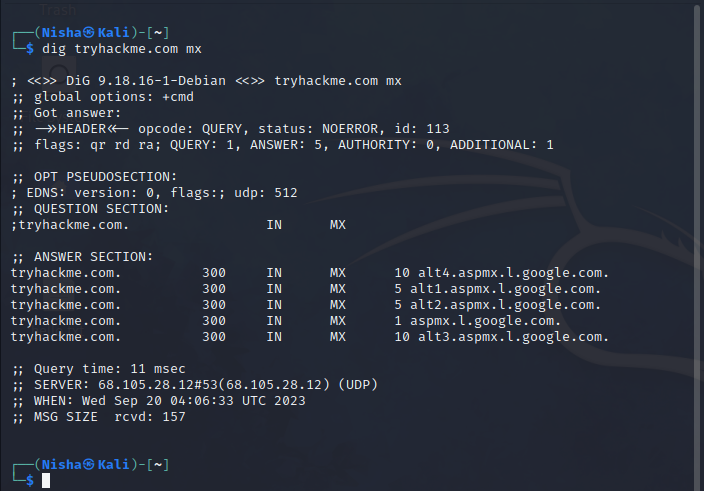 Trash
┌──(Nisha㉿Kali)-[~]
└─$ dig tryhackme.com mx
; <<>> DiG 9.18.16-1-Debian <<>> tryhackme.com mx
;; global options: +cmd
;; Got answer:
;; ->>HEADER<<- opcode: QUERY, status: NOERROR, id: 113
;; flags: qr rd ra; QUERY: 1, ANSWER: 5, AUTHORITY: 0, ADDITIONAL: 1
;; OPT PSEUDOSECTION:
; EDNS: version: 0, flags:; udp: 512
;; QUESTION SECTION:
;tryhackme.com. IN MX
;; ANSWER SECTION:
tryhackme.com. 300 IN MX 10 alt4.aspmx.l.google.com.
tryhackme.com. 300 IN MX 5 alt1.aspmx.l.google.com.
tryhackme.com. 300 IN MX 5 alt2.aspmx.l.google.com.
tryhackme.com. 300 IN MX 1 aspmx.l.google.com.
tryhackme.com. 300 IN MX 10 alt3.aspmx.l.google.com.
;; Query time: 11 msec
;; SERVER: 68.105.28.12#53(68.105.28.12) (UDP)
;; WHEN: Wed Sep 20 04:06:33 UTC 2023
;; MSG SIZE rcvd: 157
┌──(Nisha㉿Kali)-[~]
└─$